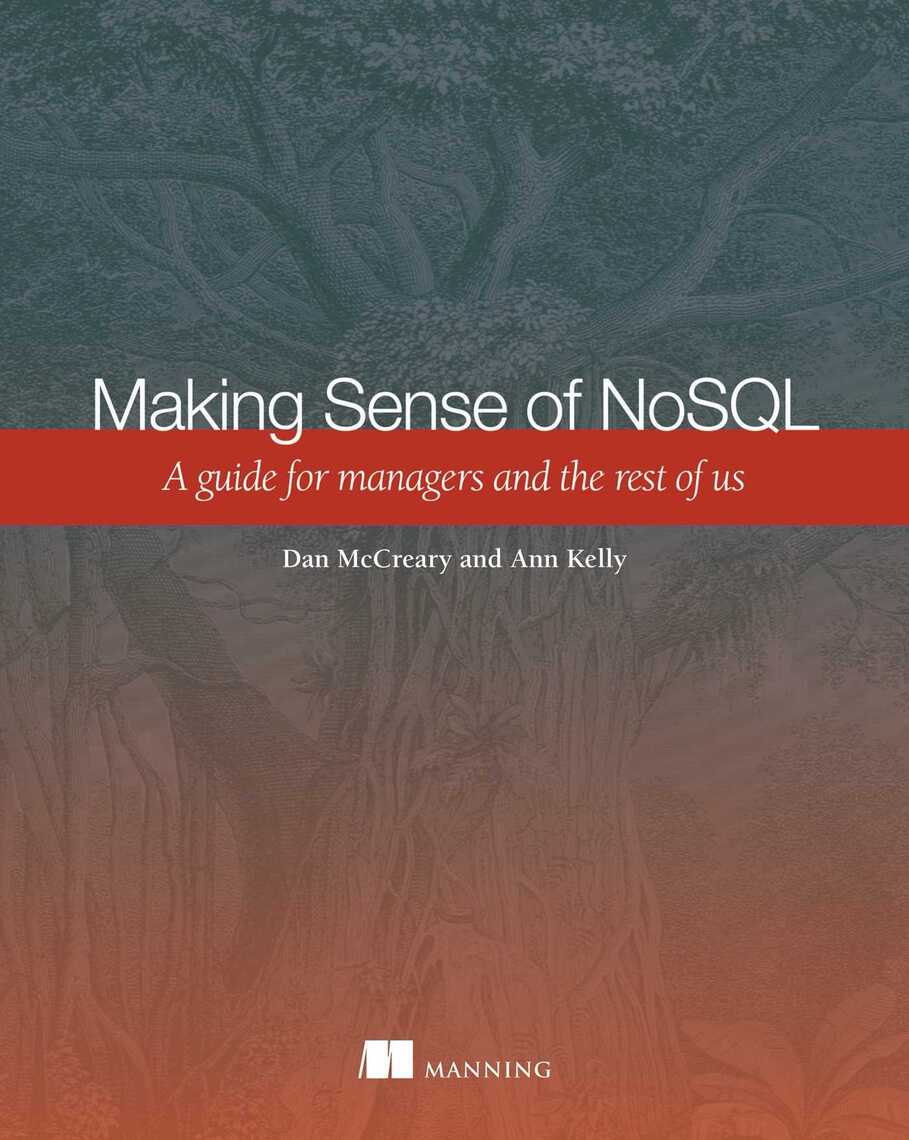 Making Sense of NoSQL
A guide for managers and the rest of us
Dan McCreary and Ann Kelly
MANNING